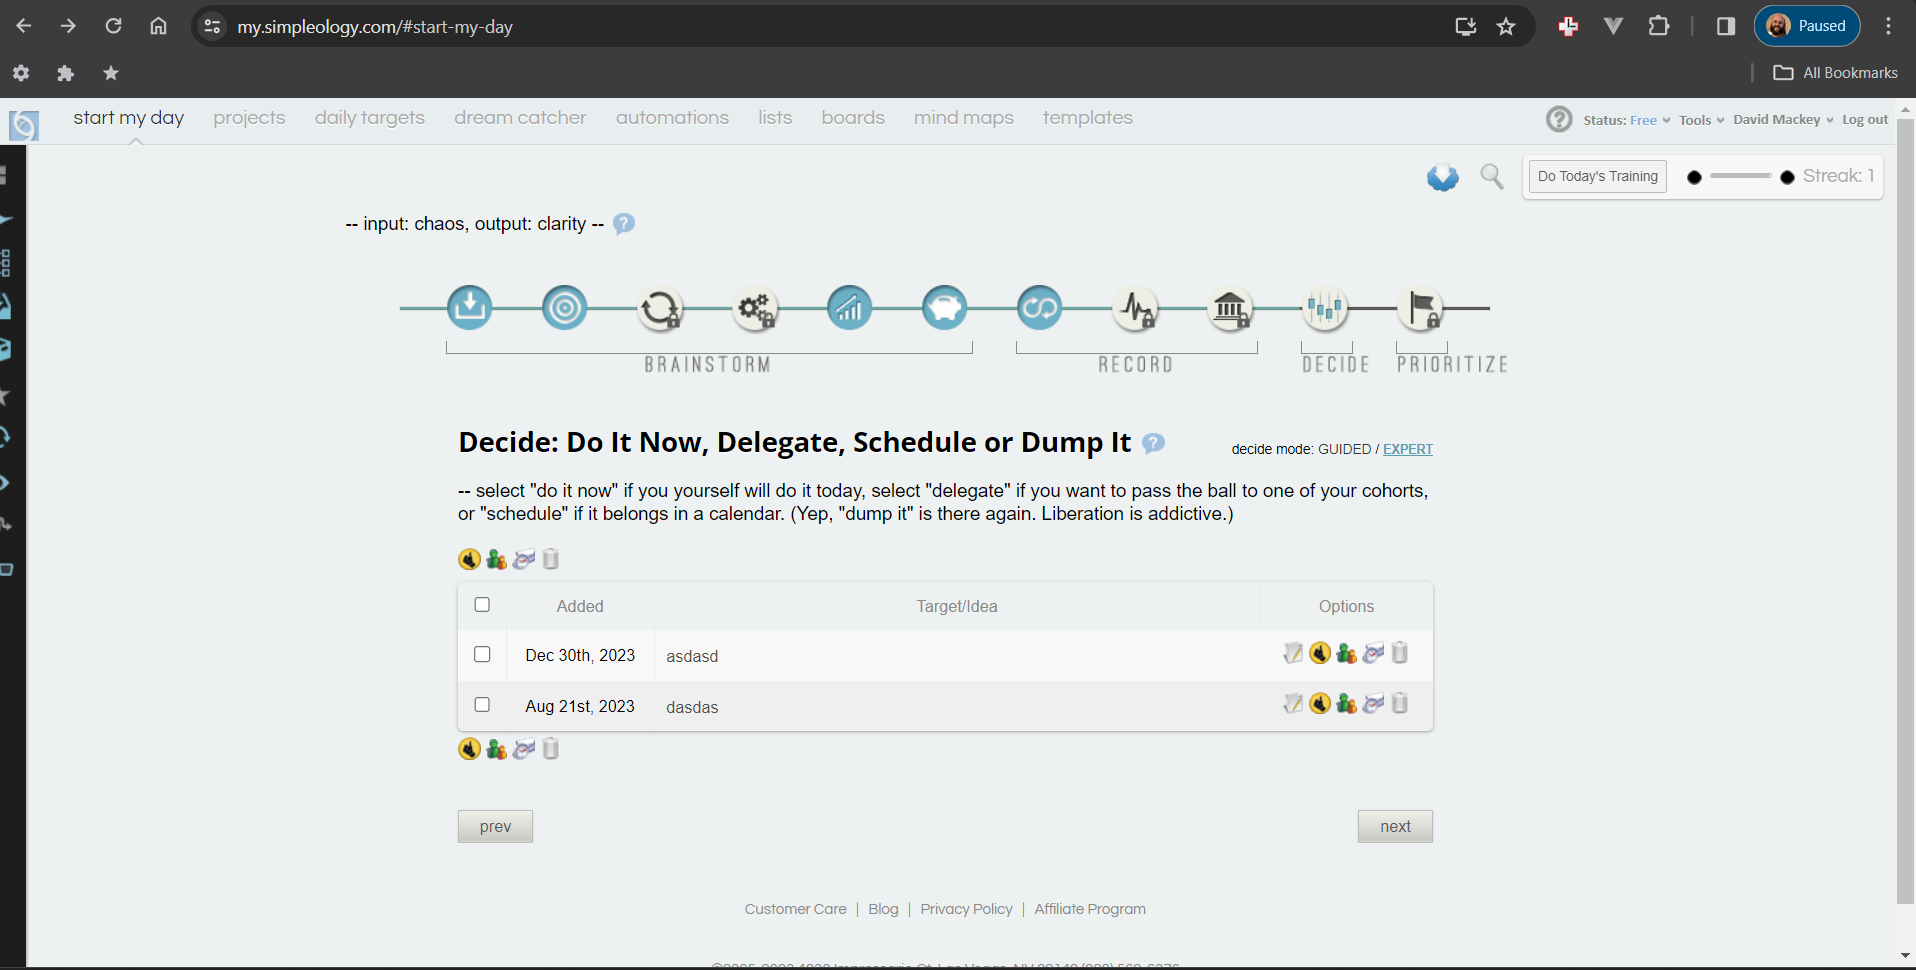 my.simpleology.com/#start-my-day
Paused
All Bookmarks
start my day projects daily targets dream catcher automations lists boards mind maps templates
Status: Free Tools David Mackey Log out
Do Today's Training Streak: 1
-- input: chaos, output: clarity --
BRAINSTORM RECORD DECIDE PRIORITIZE
Decide: Do It Now, Delegate, Schedule or Dump It
decide mode: GUIDED / EXPERT
-- select "do it now" if you yourself will do it today, select "delegate" if you want to pass the ball to one of your cohorts,
or "schedule" if it belongs in a calendar. (Yep, "dump it" is there again. Liberation is addictive.)
Added Target/Idea Options
Dec 30th, 2023 asdasd
Aug 21st, 2023 dasdas
prev next
Customer Care | Blog | Privacy Policy | Affiliate Program